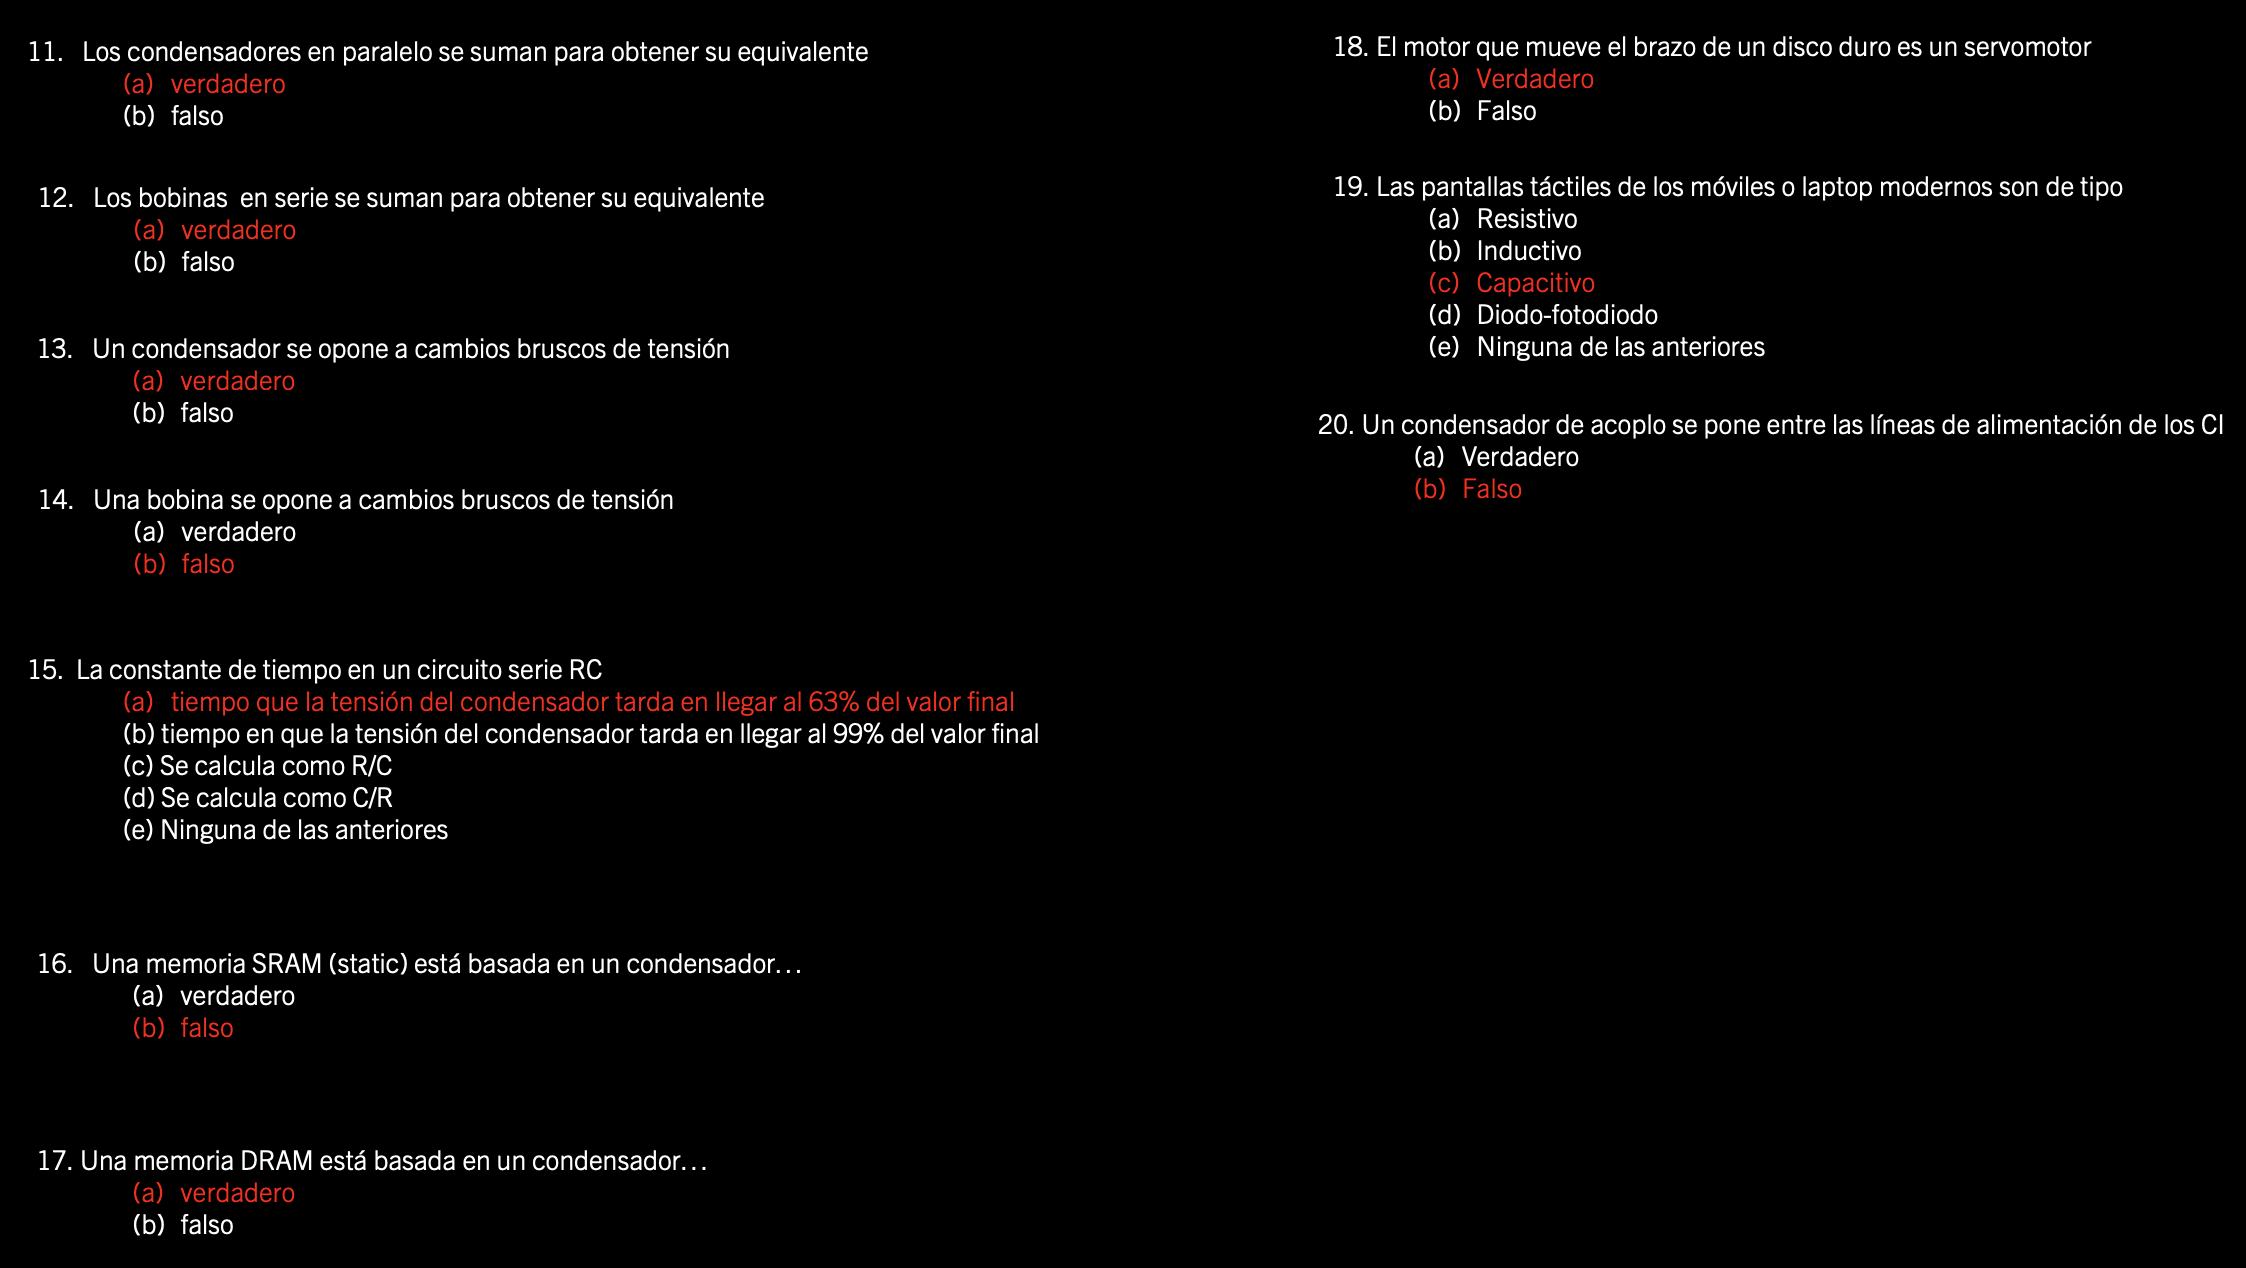 11. Los condensadores en paralelo se suman para obtener su equivalente
(a) verdadero
(b) falso
12. Los bobinas  en serie se suman para obtener su equivalente
(a) verdadero
(b) falso
13. Un condensador se opone a cambios bruscos de tensión
(a) verdadero
(b) falso
14. Una bobina se opone a cambios bruscos de tensión
(a) verdadero
(b) falso
15. La constante de tiempo en un circuito serie RC
(a) tiempo que la tensión del condensador tarda en llegar al 63% del valor final
(b) tiempo en que la tensión del condensador tarda en llegar al 99% del valor final
(c) Se calcula como R/C
(d) Se calcula como C/R
(e) Ninguna de las anteriores
16. Una memoria SRAM (static) está basada en un condensador…
(a) verdadero
(b) falso
17. Una memoria DRAM está basada en un condensador…
(a) verdadero
(b) falso
18. El motor que mueve el brazo de un disco duro es un servomotor
(a) Verdadero
(b) Falso
19. Las pantallas táctiles de los móviles o laptop modernos son de tipo
(a) Resistivo
(b) Inductivo
(c) Capacitivo
(d) Diodo-fotodiodo
(e) Ninguna de las anteriores
20. Un condensador de acoplo se pone entre las líneas de alimentación de los CI
(a) Verdadero
(b) Falso